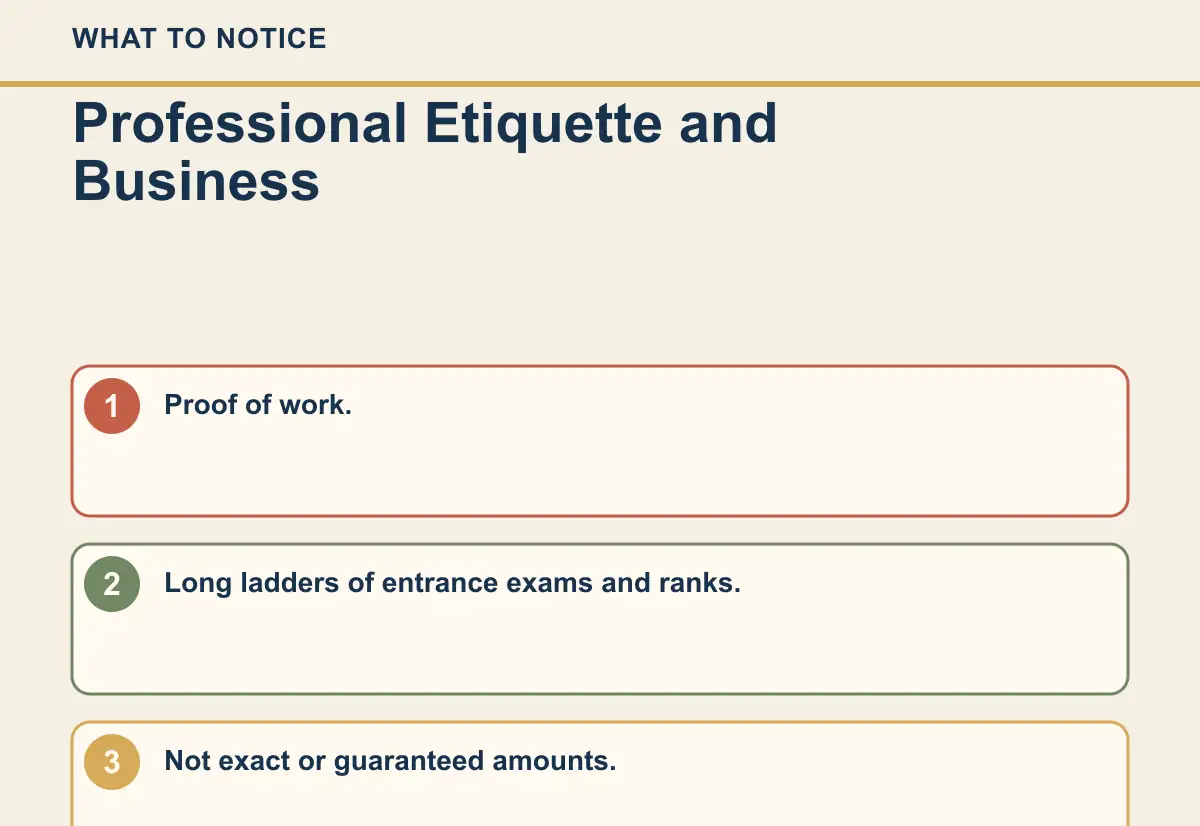 WHAT TO NOTICE
Professional Etiquette and
Business
1 Proof of work.
2 Long ladders of entrance exams and ranks.
3 Not exact or guaranteed amounts.